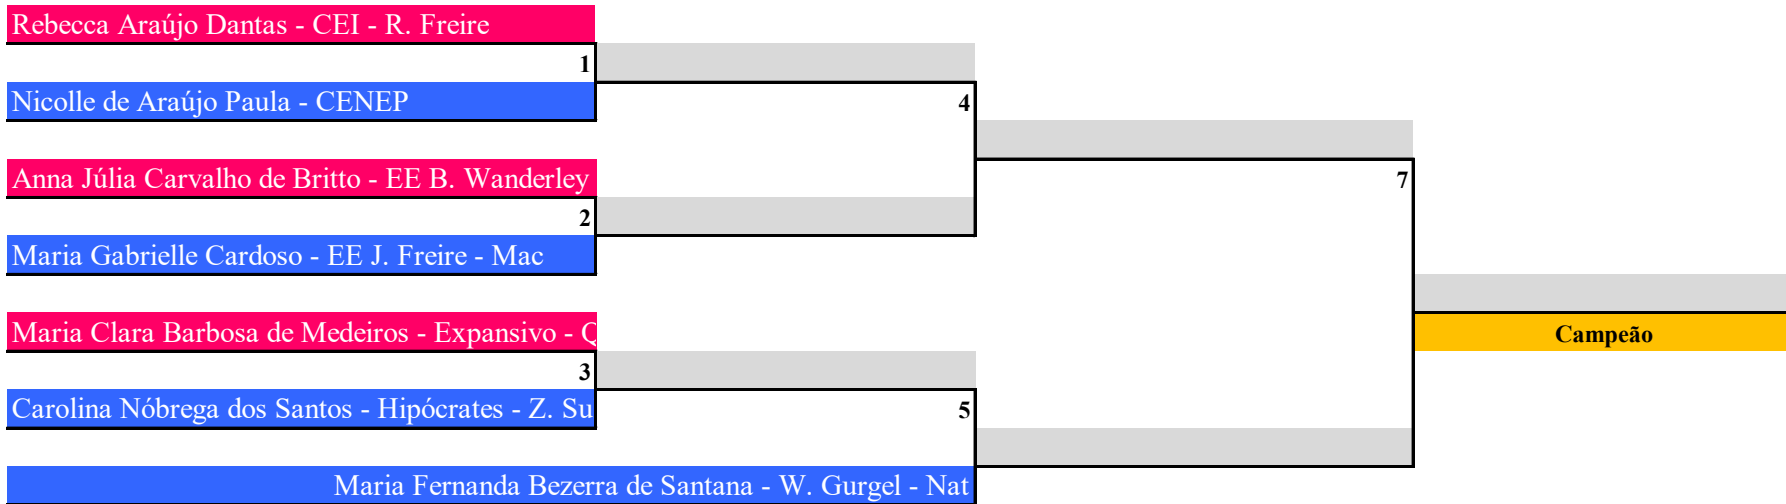 Rebecca Araújo Dantas - CEI - R. Freire
1
Nicolle de Araújo Paula - CENEP
4
Anna Júlia Carvalho de Britto - EE B. Wanderley
7
2
Maria Gabrielle Cardoso - EE J. Freire - Mac
Maria Clara Barbosa de Medeiros - Expansivo -
Campeão
3
Carolina Nóbrega dos Santos - Hipócrates - Z. Su
5
Maria Fernanda Bezerra de Santana - W. Gurgel - Nat